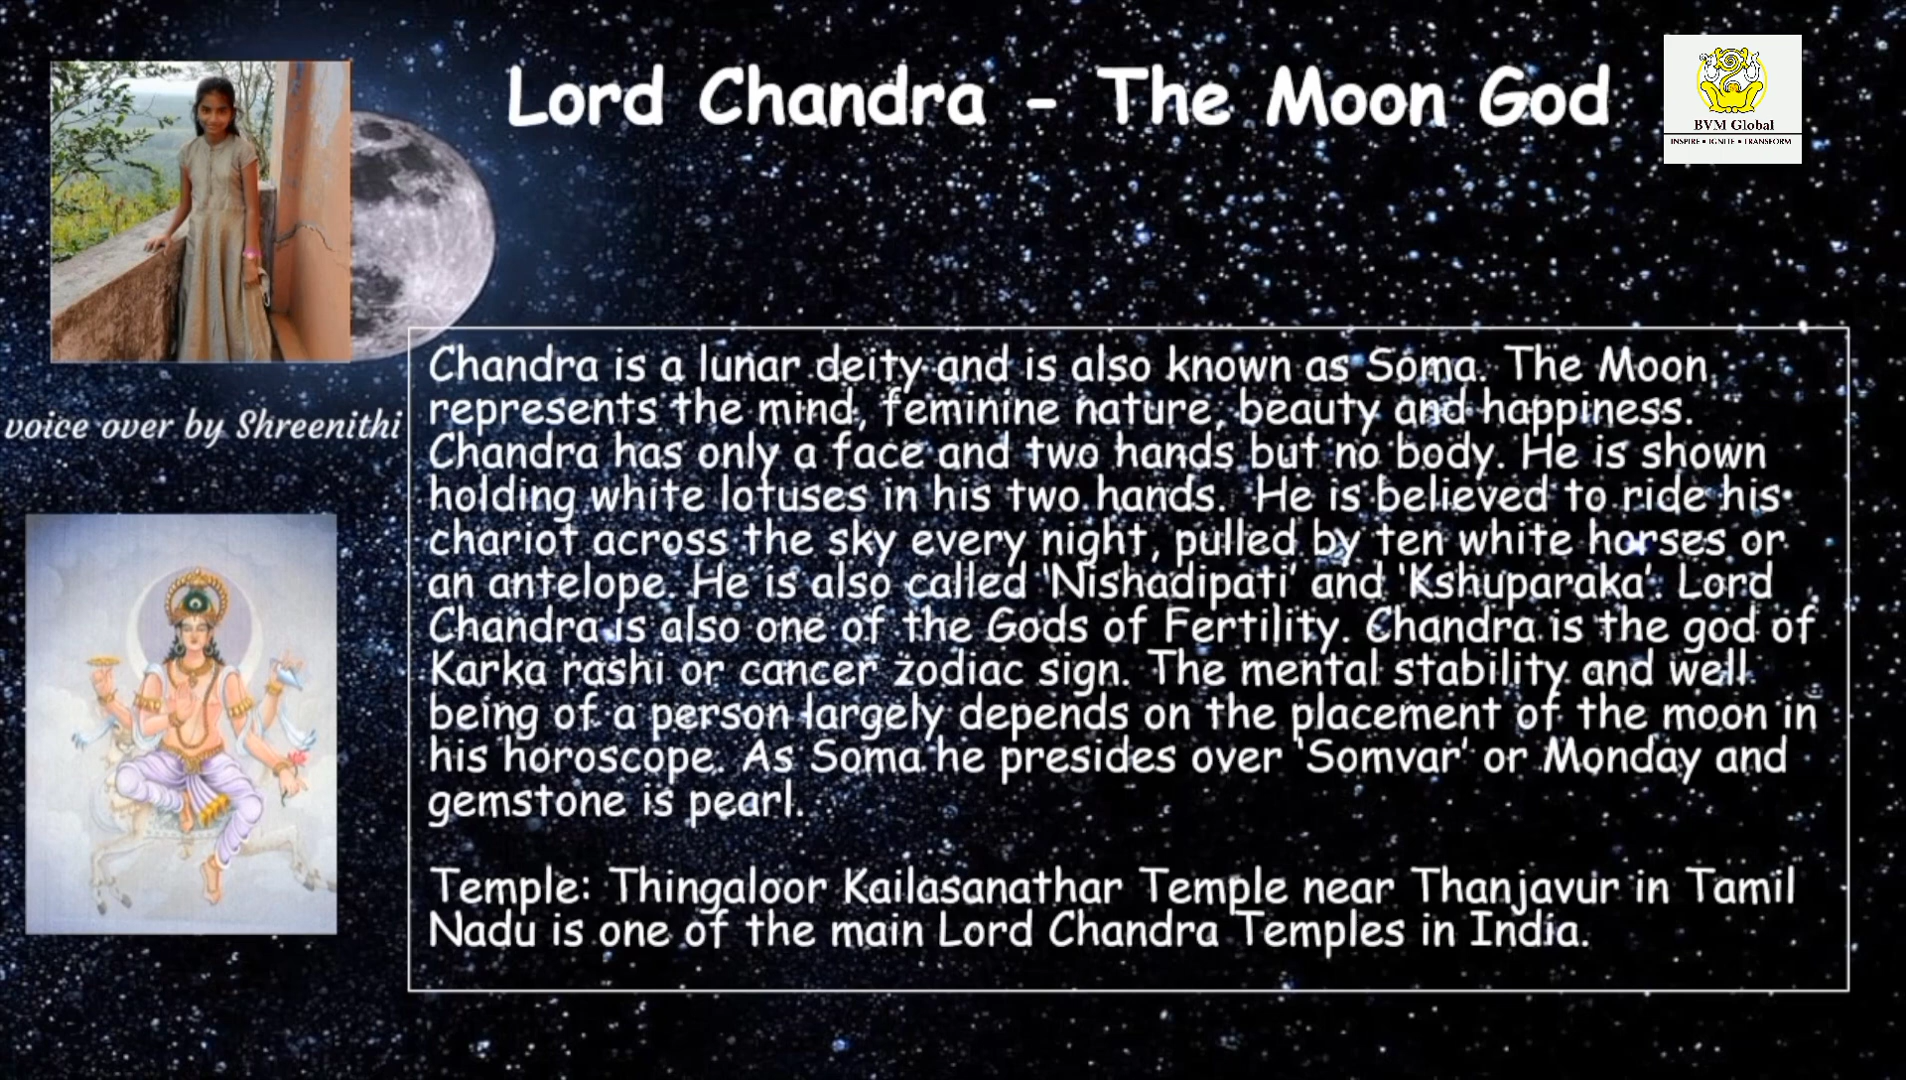 Lord Chandra - The Moon God
BVM Global
INSPIRE • IGNITE • TRANSFORM
voice over by Shreenithi
Chandra is a lunar deity and is also known as Soma. The Moon
represents the mind, feminine nature, beauty and happiness.
Chandra has only a face and two hands but no body. He is shown
holding white lotuses in his two hands. He is believed to ride his
chariot across the sky every night, pulled by ten white horses or
an antelope. He is also called 'Nishadipati' and 'Kshuparaka'. Lord
Chandra is also one of the Gods of Fertility. Chandra is the god of
Karka rashi or cancer zodiac sign. The mental stability and well
being of a person largely depends on the placement of the moon in
his horoscope. As Soma he presides over 'Somvar' or Monday and
gemstone is pearl.
Temple: Thingaloor Kailasanathar Temple near Thanjavur in Tamil
Nadu is one of the main Lord Chandra Temples in India.